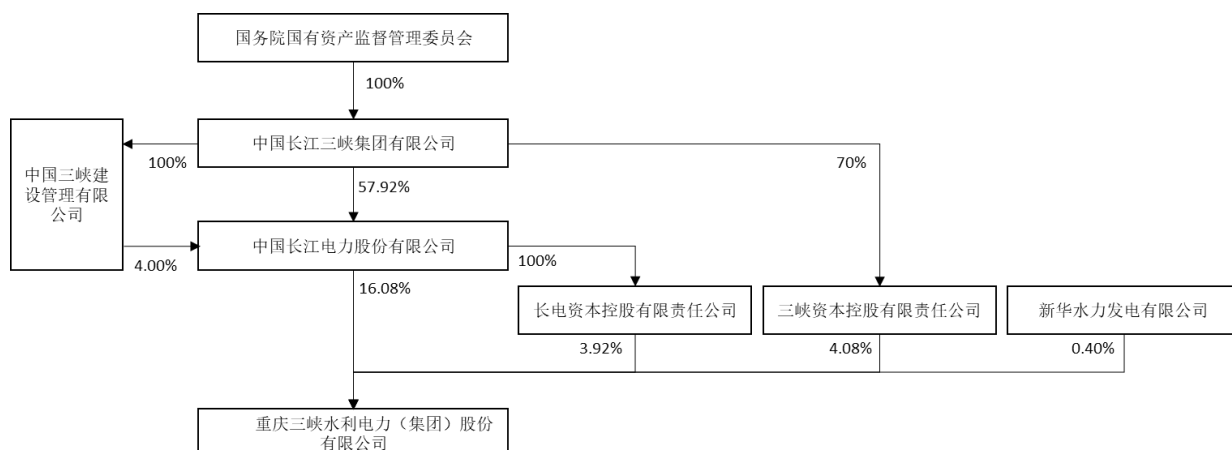 国务院国有资产监督管理委员会
100%
中国长江三峡集团有限公司
100%
70%
中国三峡建
设管理有限
公司
57.92%
中国长江电力股份有限公司
4.00%
100%
16.08%
长电资本控股有限责任公司
三峡资本控股有限责任公司
新华水力发电有限公司
3.92%
4.08%
0.40%
重庆三峡水利电力（集团）股份
有限公司